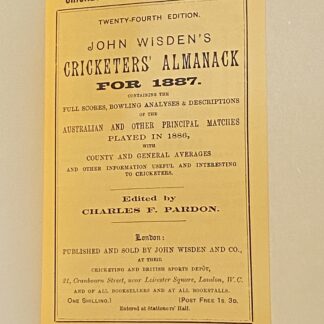 TWENTY-FOURTH EDITION.
JOHN WISDEN'S
CRICKETERS' ALMANACK
FOR 1887.
CONTAINING THE
FULL SCORES, BOWLING ANALYSES & DESCRIPTIONS
OF THE
AUSTRALIAN AND OTHER PRINCIPAL MATCHES
PLAYED IN 1886,
WITH
COUNTY AND GENERAL AVERAGES
AND OTHER INFORMATION USEFUL AND INTERESTING
TO CRICKETERS.
Edited by
CHARLES F. PARDON.
London:
PUBLISHED AND SOLD BY JOHN WISDEN AND CO.,
AT THEIR
CRICKETING AND BRITISH SPORTS DEPÔT,
21, Cranbourn Street, near Leicester Square, London, W.C.
AND OF ALL BOOKSELLERS AND AT ALL BOOKSTALLS.
ONE SHILLING.] [POST FREE 1s. 3D.
Entered at Stationers' Hall.